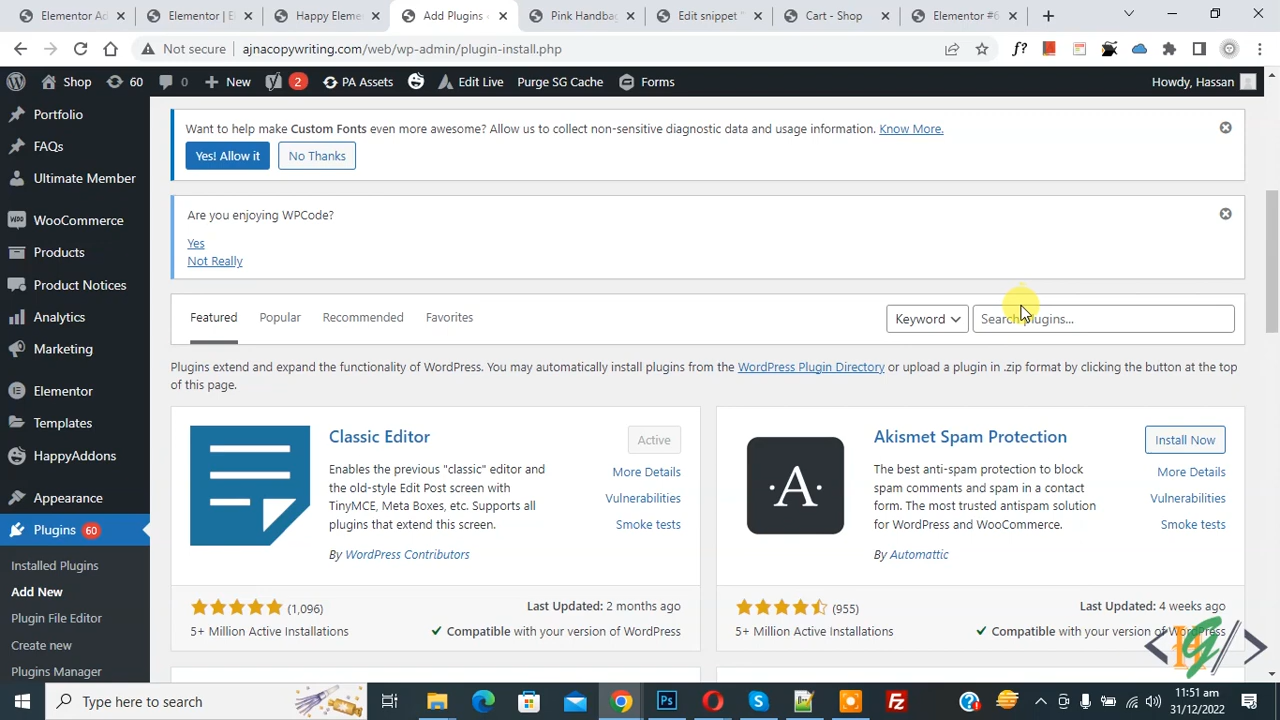 Elementor Ad
Elementor | E
Happy Eleme
Add Plugins
Pink Handba
Edit snippet "
Cart - Shop
Elementor #6
Not secure
ajnacopywriting.com/web/wp-admin/plugin-install.php
Shop
60
0
New
2
PA Assets
Edit Live
Purge SG Cache
Forms
Howdy, Hassan
Portfolio
FAQs
Ultimate Member
WooCommerce
Products
Product Notices
Analytics
Marketing
Elementor
Templates
HappyAddons
Appearance
Plugins 60
Installed Plugins
Add New
Plugin File Editor
Create new
Plugins Manager
Want to help make Custom Fonts even more awesome? Allow us to collect non-sensitive diagnostic data and usage information. Know More.
Yes! Allow it
No Thanks
Are you enjoying WPCode?
Yes
Not Really
Featured
Popular
Recommended
Favorites
Keyword
Search plugins...
Plugins extend and expand the functionality of WordPress. You may automatically install plugins from the WordPress Plugin Directory or upload a plugin in .zip format by clicking the button at the top
of this page.
Classic Editor
Active
Enables the previous "classic" editor and
the old-style Edit Post screen with
TinyMCE, Meta Boxes, etc. Supports all
plugins that extend this screen.
By WordPress Contributors
More Details
Vulnerabilities
Smoke tests
(1,096)
5+ Million Active Installations
Last Updated: 2 months ago
Compatible with your version of WordPress
A
Akismet Spam Protection
Install Now
The best anti-spam protection to block
spam comments and spam in a contact
form. The most trusted antispam solution
for WordPress and WooCommerce.
By Automattic
More Details
Vulnerabilities
Smoke tests
(955)
5+ Million Active Installations
Last Updated: 4 weeks ago
Compatible with your version of WordPress
Type here to search
11:51 am
31/12/2022